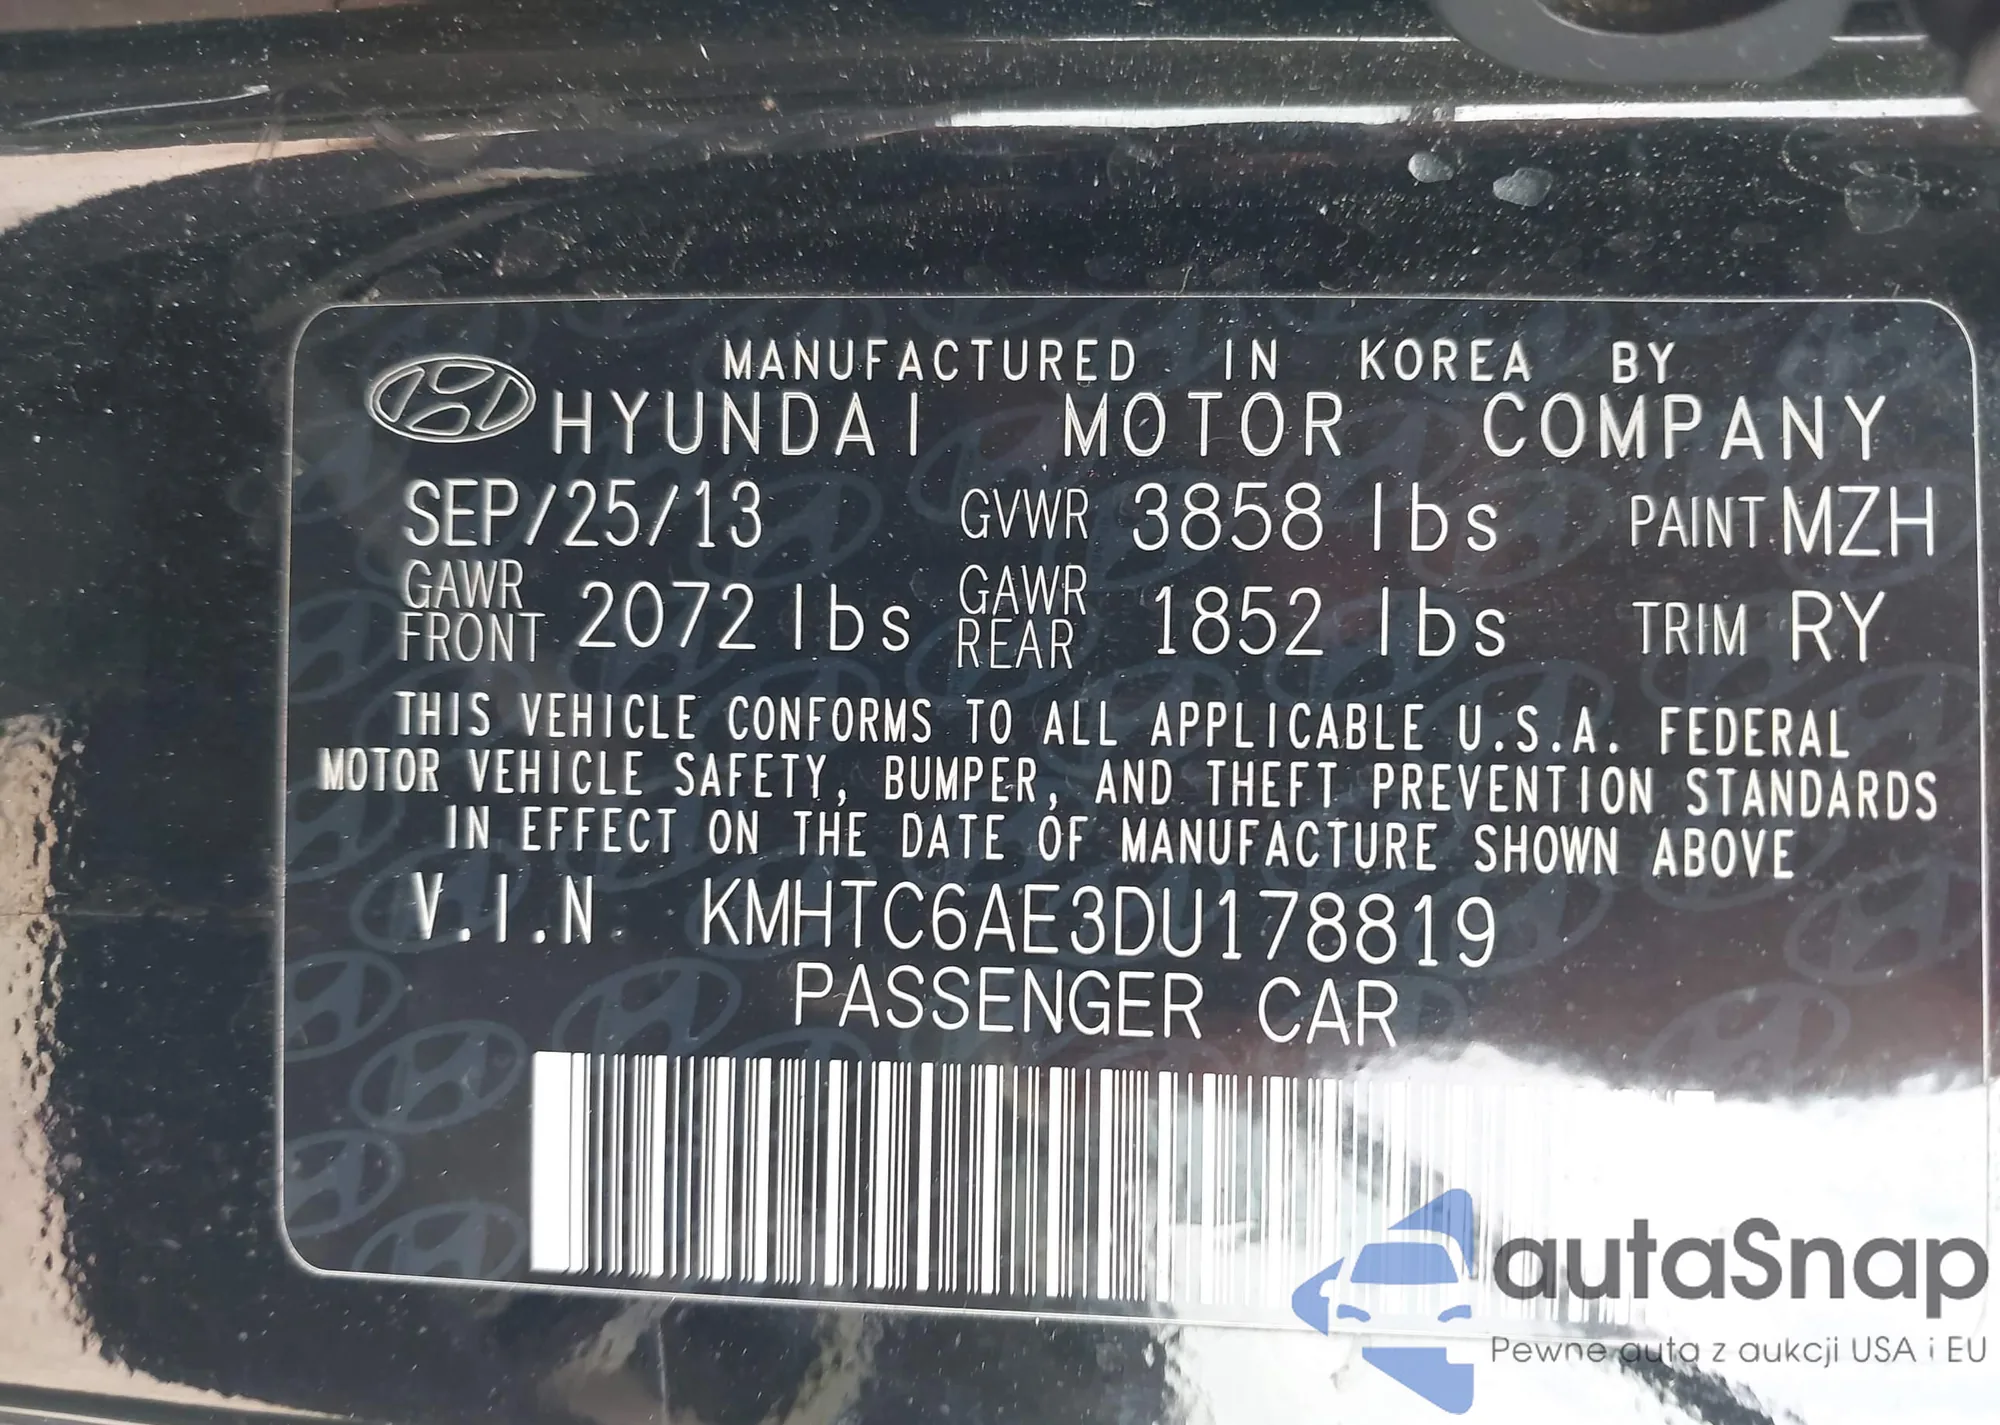 MANUFACTURED IN KOREA BY
HYUNDAI MOTOR COMPANY
SEP/25/13 GVWR 3858 lbs PAINT MZH
GAWR FRONT 2072 lbs GAWR REAR 1852 lbs TRIM RY
THIS VEHICLE CONFORMS TO ALL APPLICABLE U.S.A. FEDERAL
MOTOR VEHICLE SAFETY, BUMPER, AND THEFT PREVENTION STANDARDS
IN EFFECT ON THE DATE OF MANUFACTURE SHOWN ABOVE
V.I.N. KMHTC6AE3DU178819
PASSENGER CAR
autaSnap
Pewne auta z aukcji USA i EU